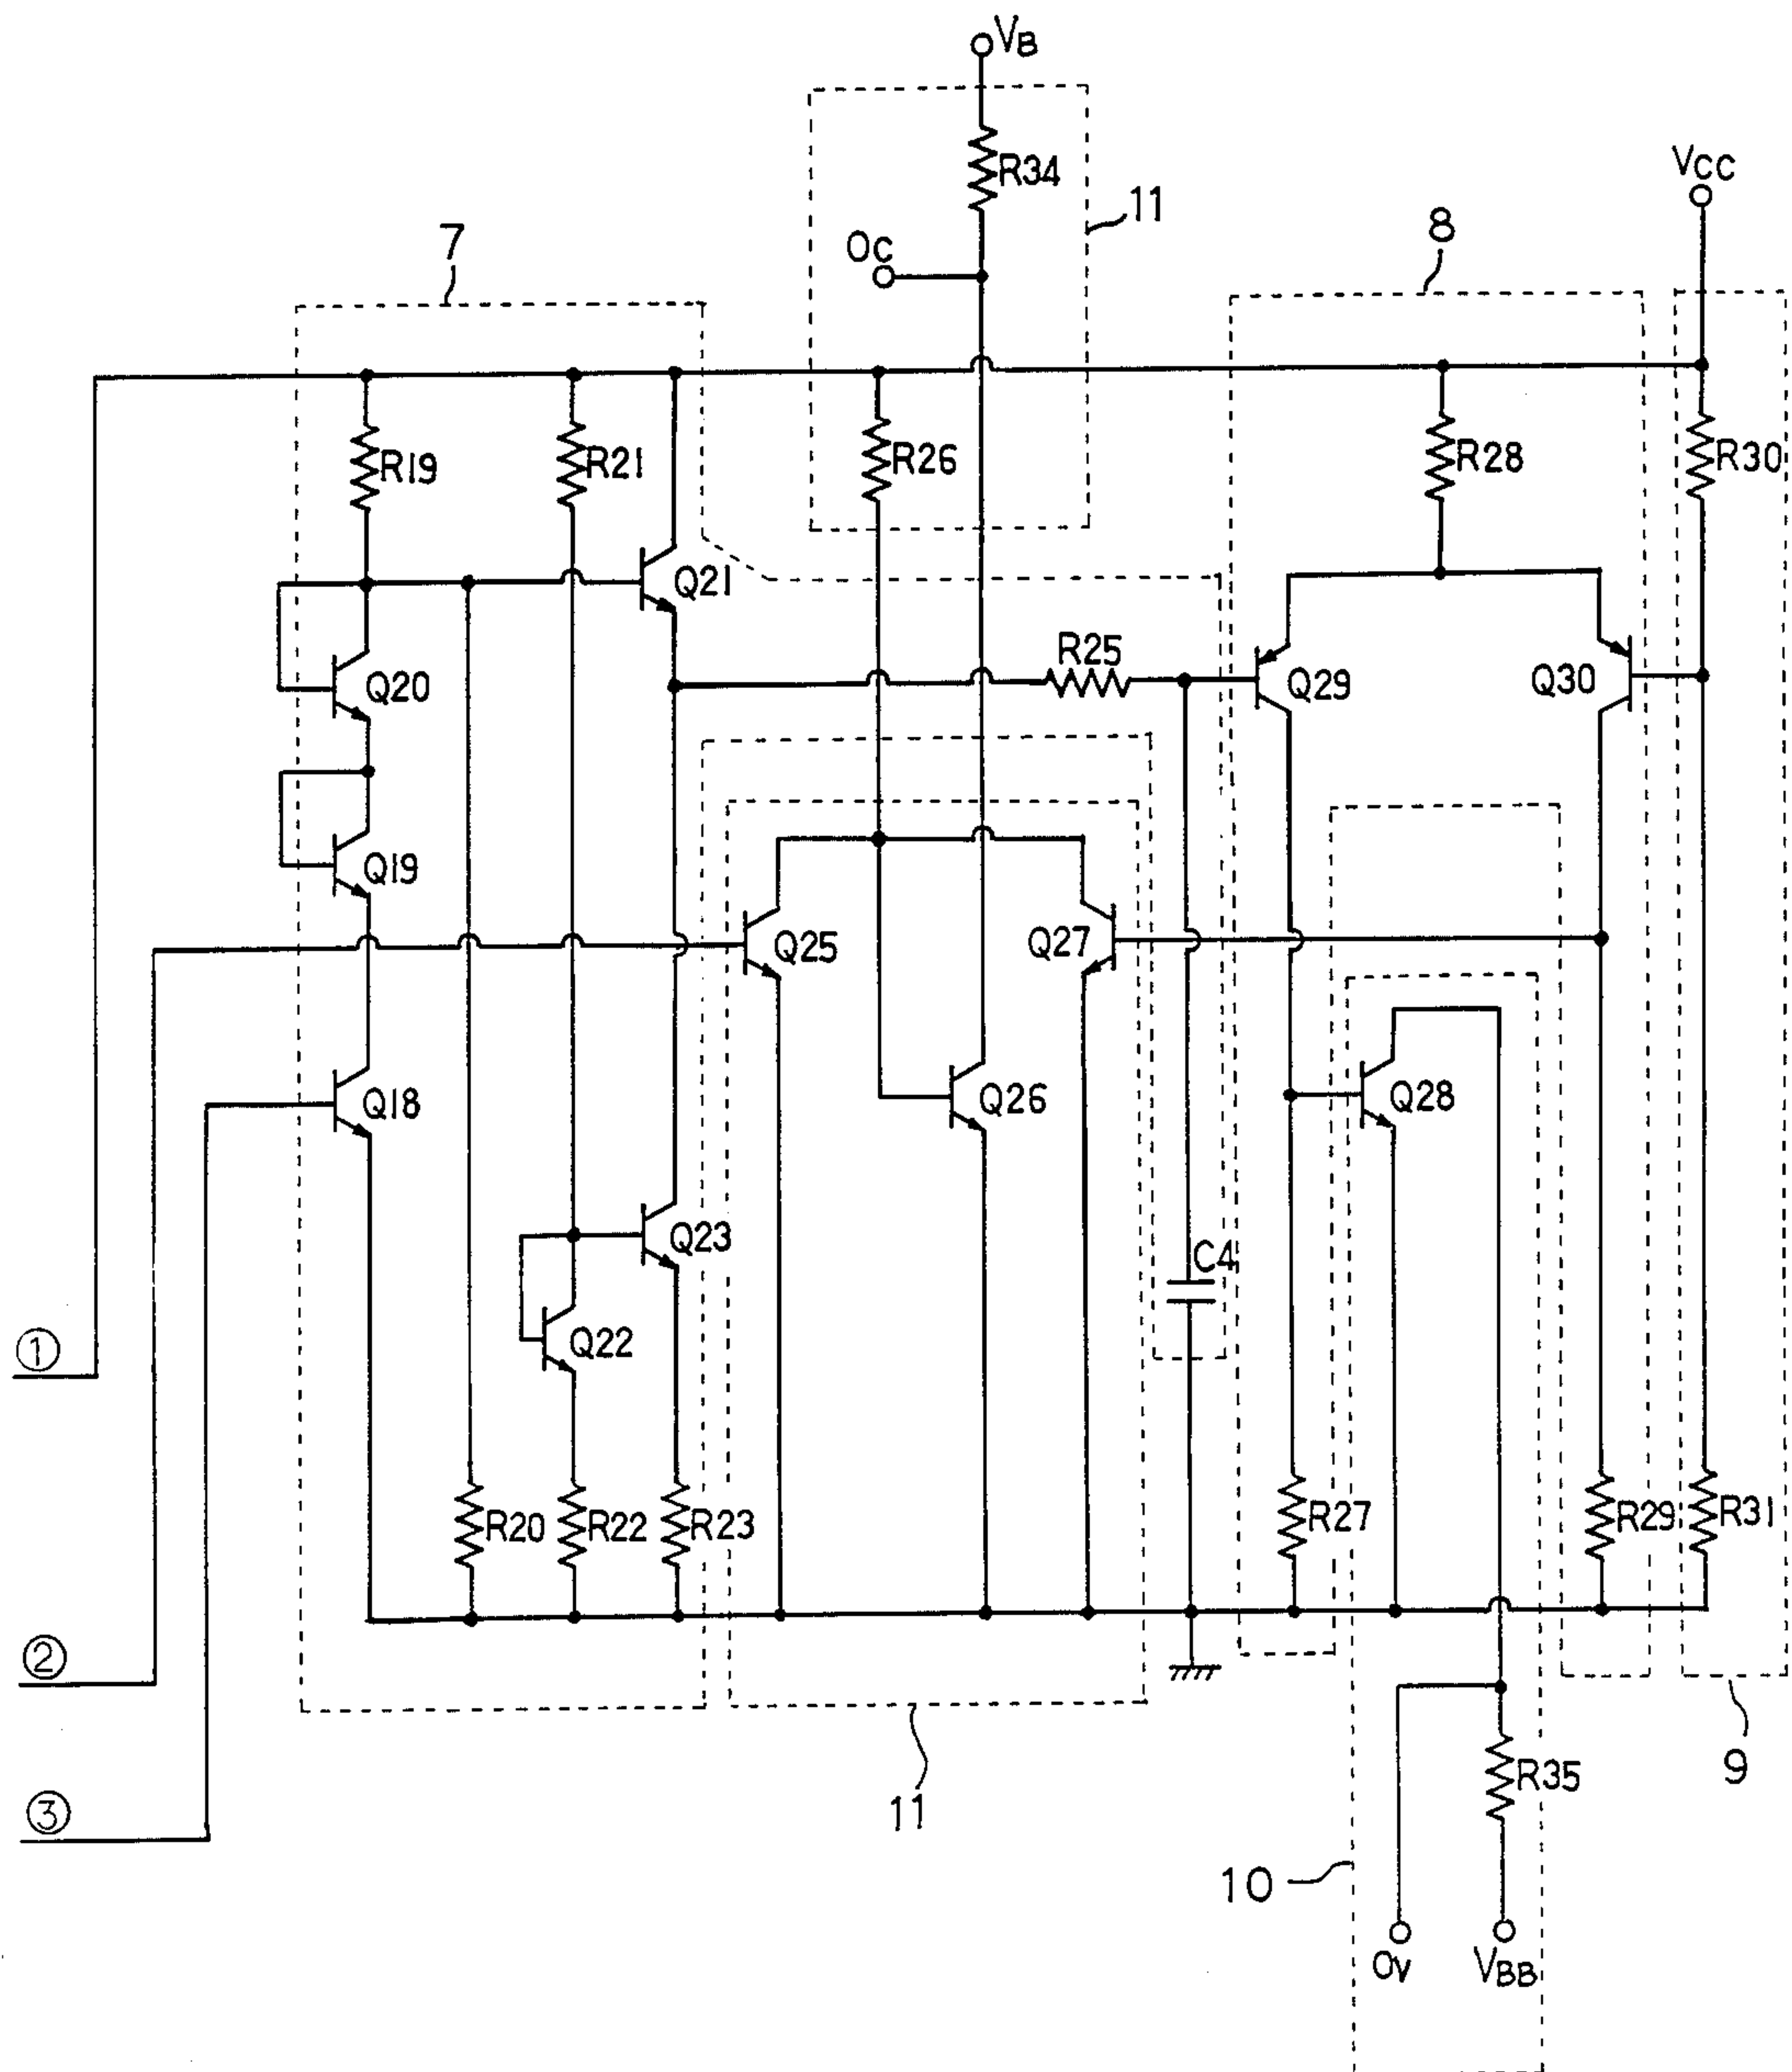 VB
R34
11
VCC
OC
7
8
R19
R21
R26
R28
R30
Q21
Q20
R25
Q29
Q30
Q19
Q25
Q27
Q18
Q26
Q28
Q23
C4
Q22
①
R20
R22
R23
R27
R29
R31
②
9
R35
③
11
10
OV
VBB